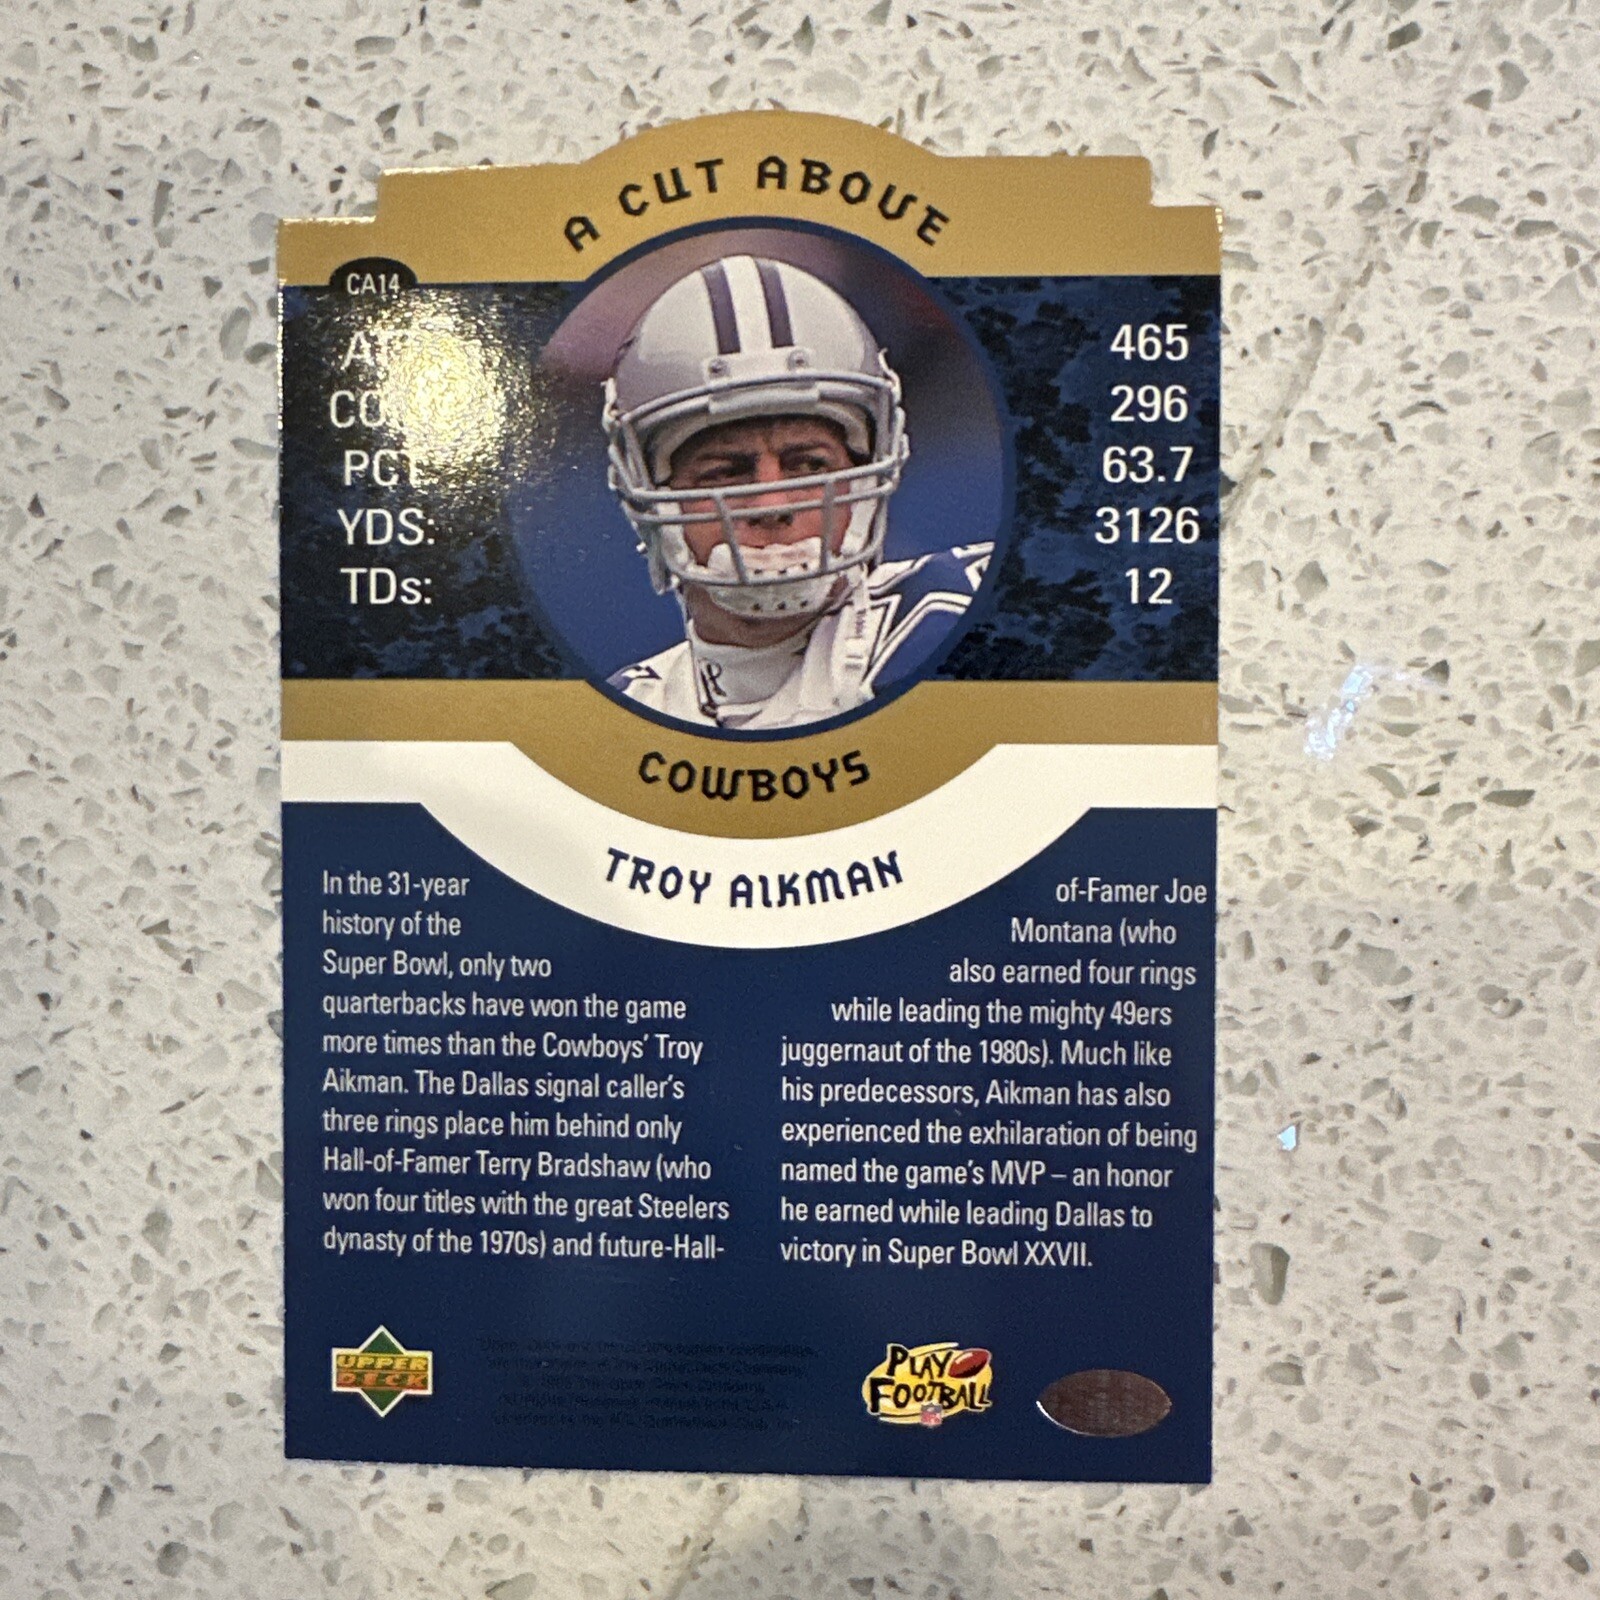 A CUT ABOVE
CA14
465
296
PCT
63.7
YDS:
3126
TDs:
12
COWBOYS
TROY AIKMAN
In the 31-year
history of the
Super Bowl, only two
quarterbacks have won the game
more times than the Cowboys' Troy
Aikman. The Dallas signal caller's
three rings place him behind only
Hall-of-Famer Terry Bradshaw (who
won four titles with the great Steelers
dynasty of the 1970s) and future-Hall-
of-Famer Joe
Montana (who
also earned four rings
while leading the mighty 49ers
juggernaut of the 1980s). Much like
his predecessors, Aikman has also
experienced the exhilaration of being
named the game's MVP – an honor
he earned while leading Dallas to
victory in Super Bowl XXVII.
UPPER
DECK
PLAY
FOOTBALL